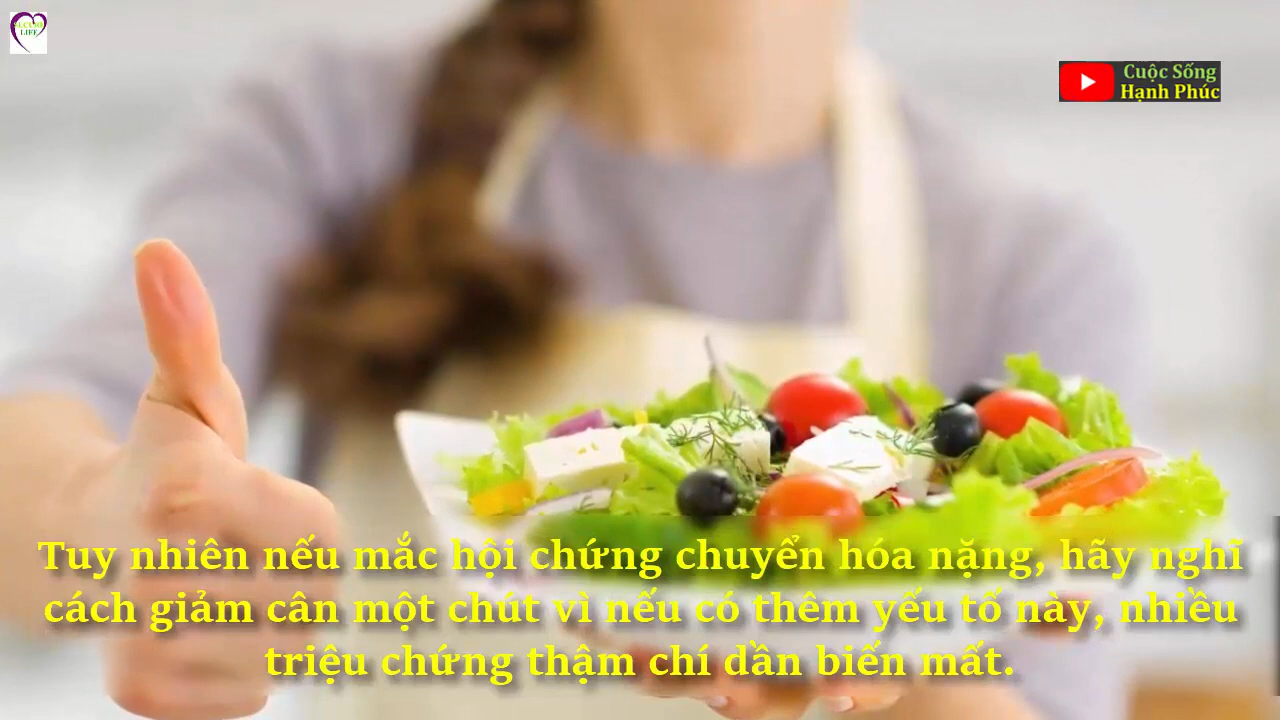 LIFE
Cuộc Sống
Hạnh Phúc
Tuy nhiên nếu mắc hội chứng chuyển hóa nặng, hãy nghĩ
cách giảm cân một chút vì nếu có thêm yếu tố này, nhiều
triệu chứng thậm chí dần biến mất.